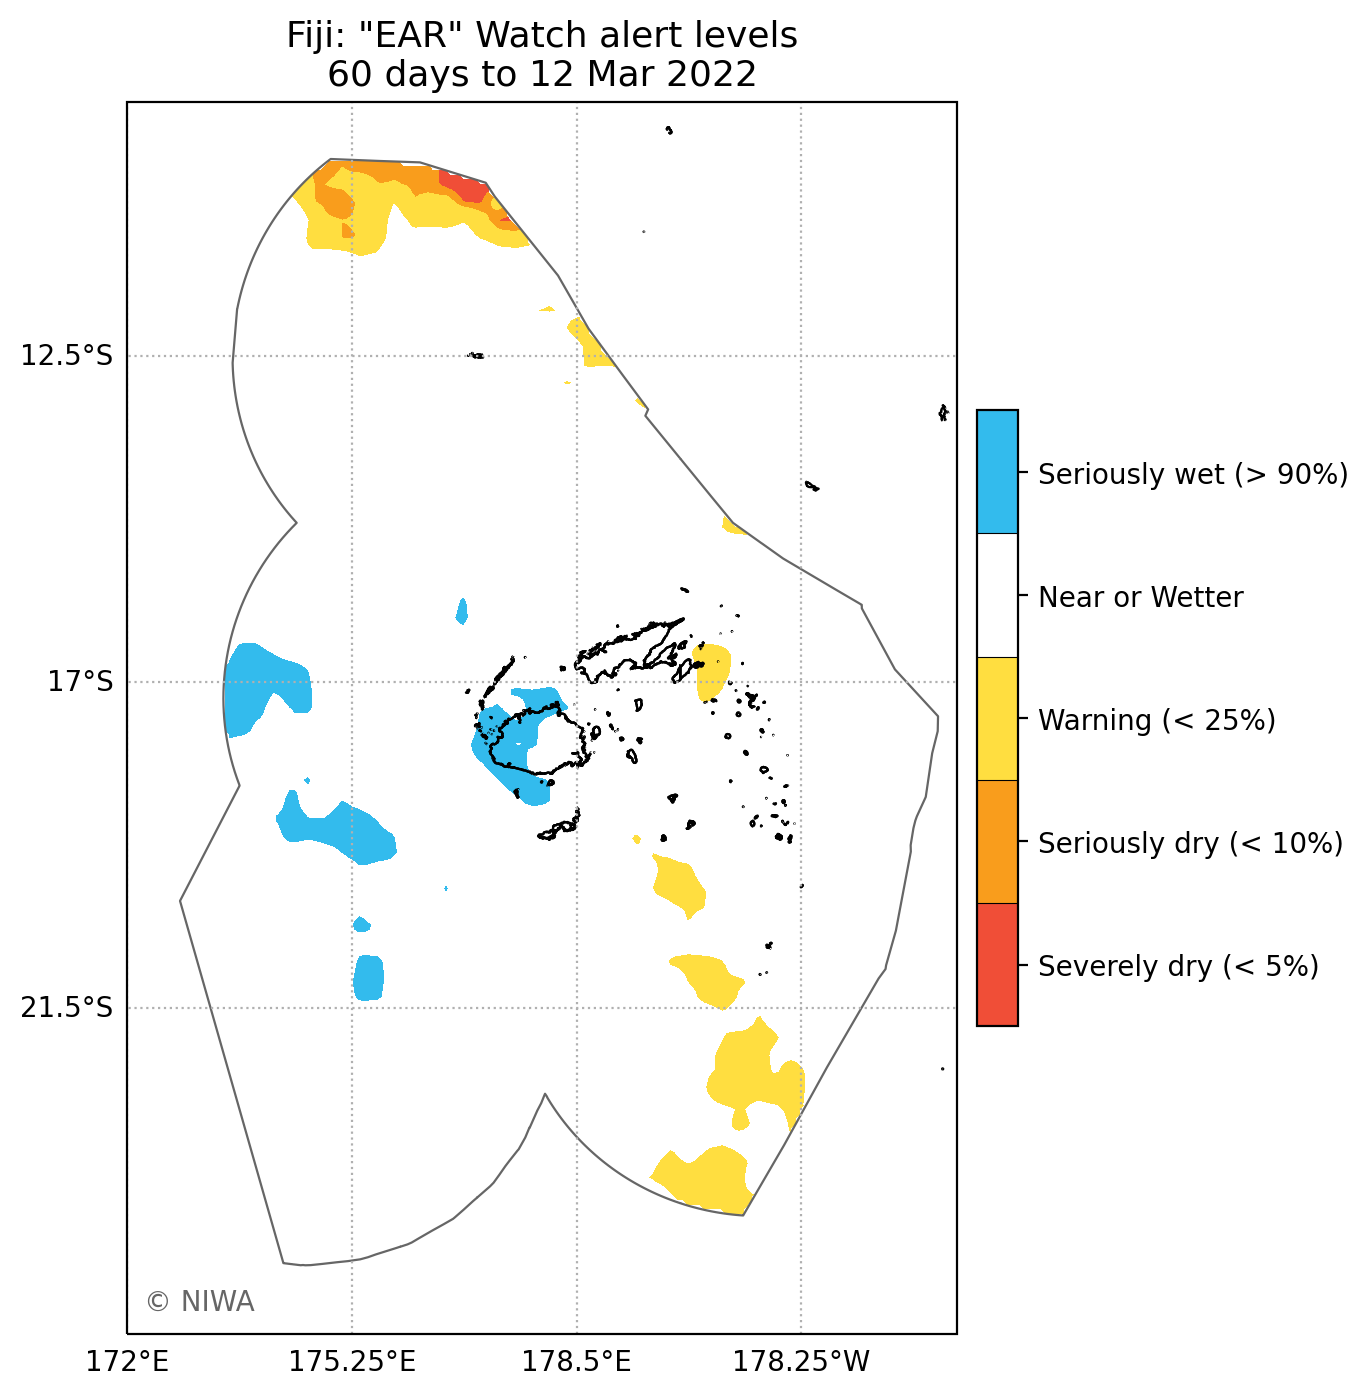 Fiji: "EAR" Watch alert levels
60 days to 12 Mar 2022
12.5°S
17°S
21.5°S
172°E
175.25°E
178.5°E
178.25°W
Seriously wet (> 90%)
Near or Wetter
Warning (< 25%)
Seriously dry (< 10%)
Severely dry (< 5%)
© NIWA